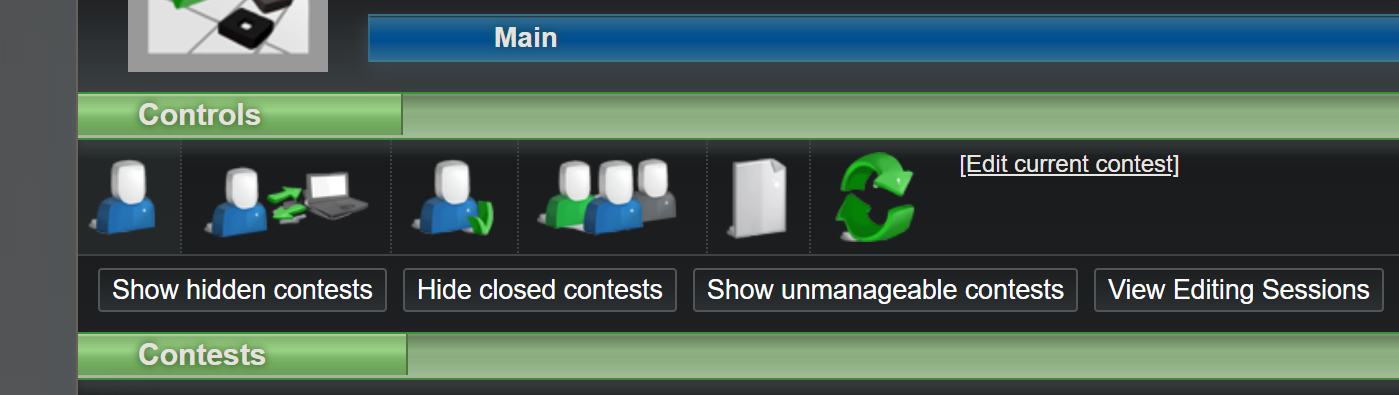 Main
Controls
[Edit current contest]
Show hidden contests
Hide closed contests
Show unmanageable contests
View Editing Sessions
Contests